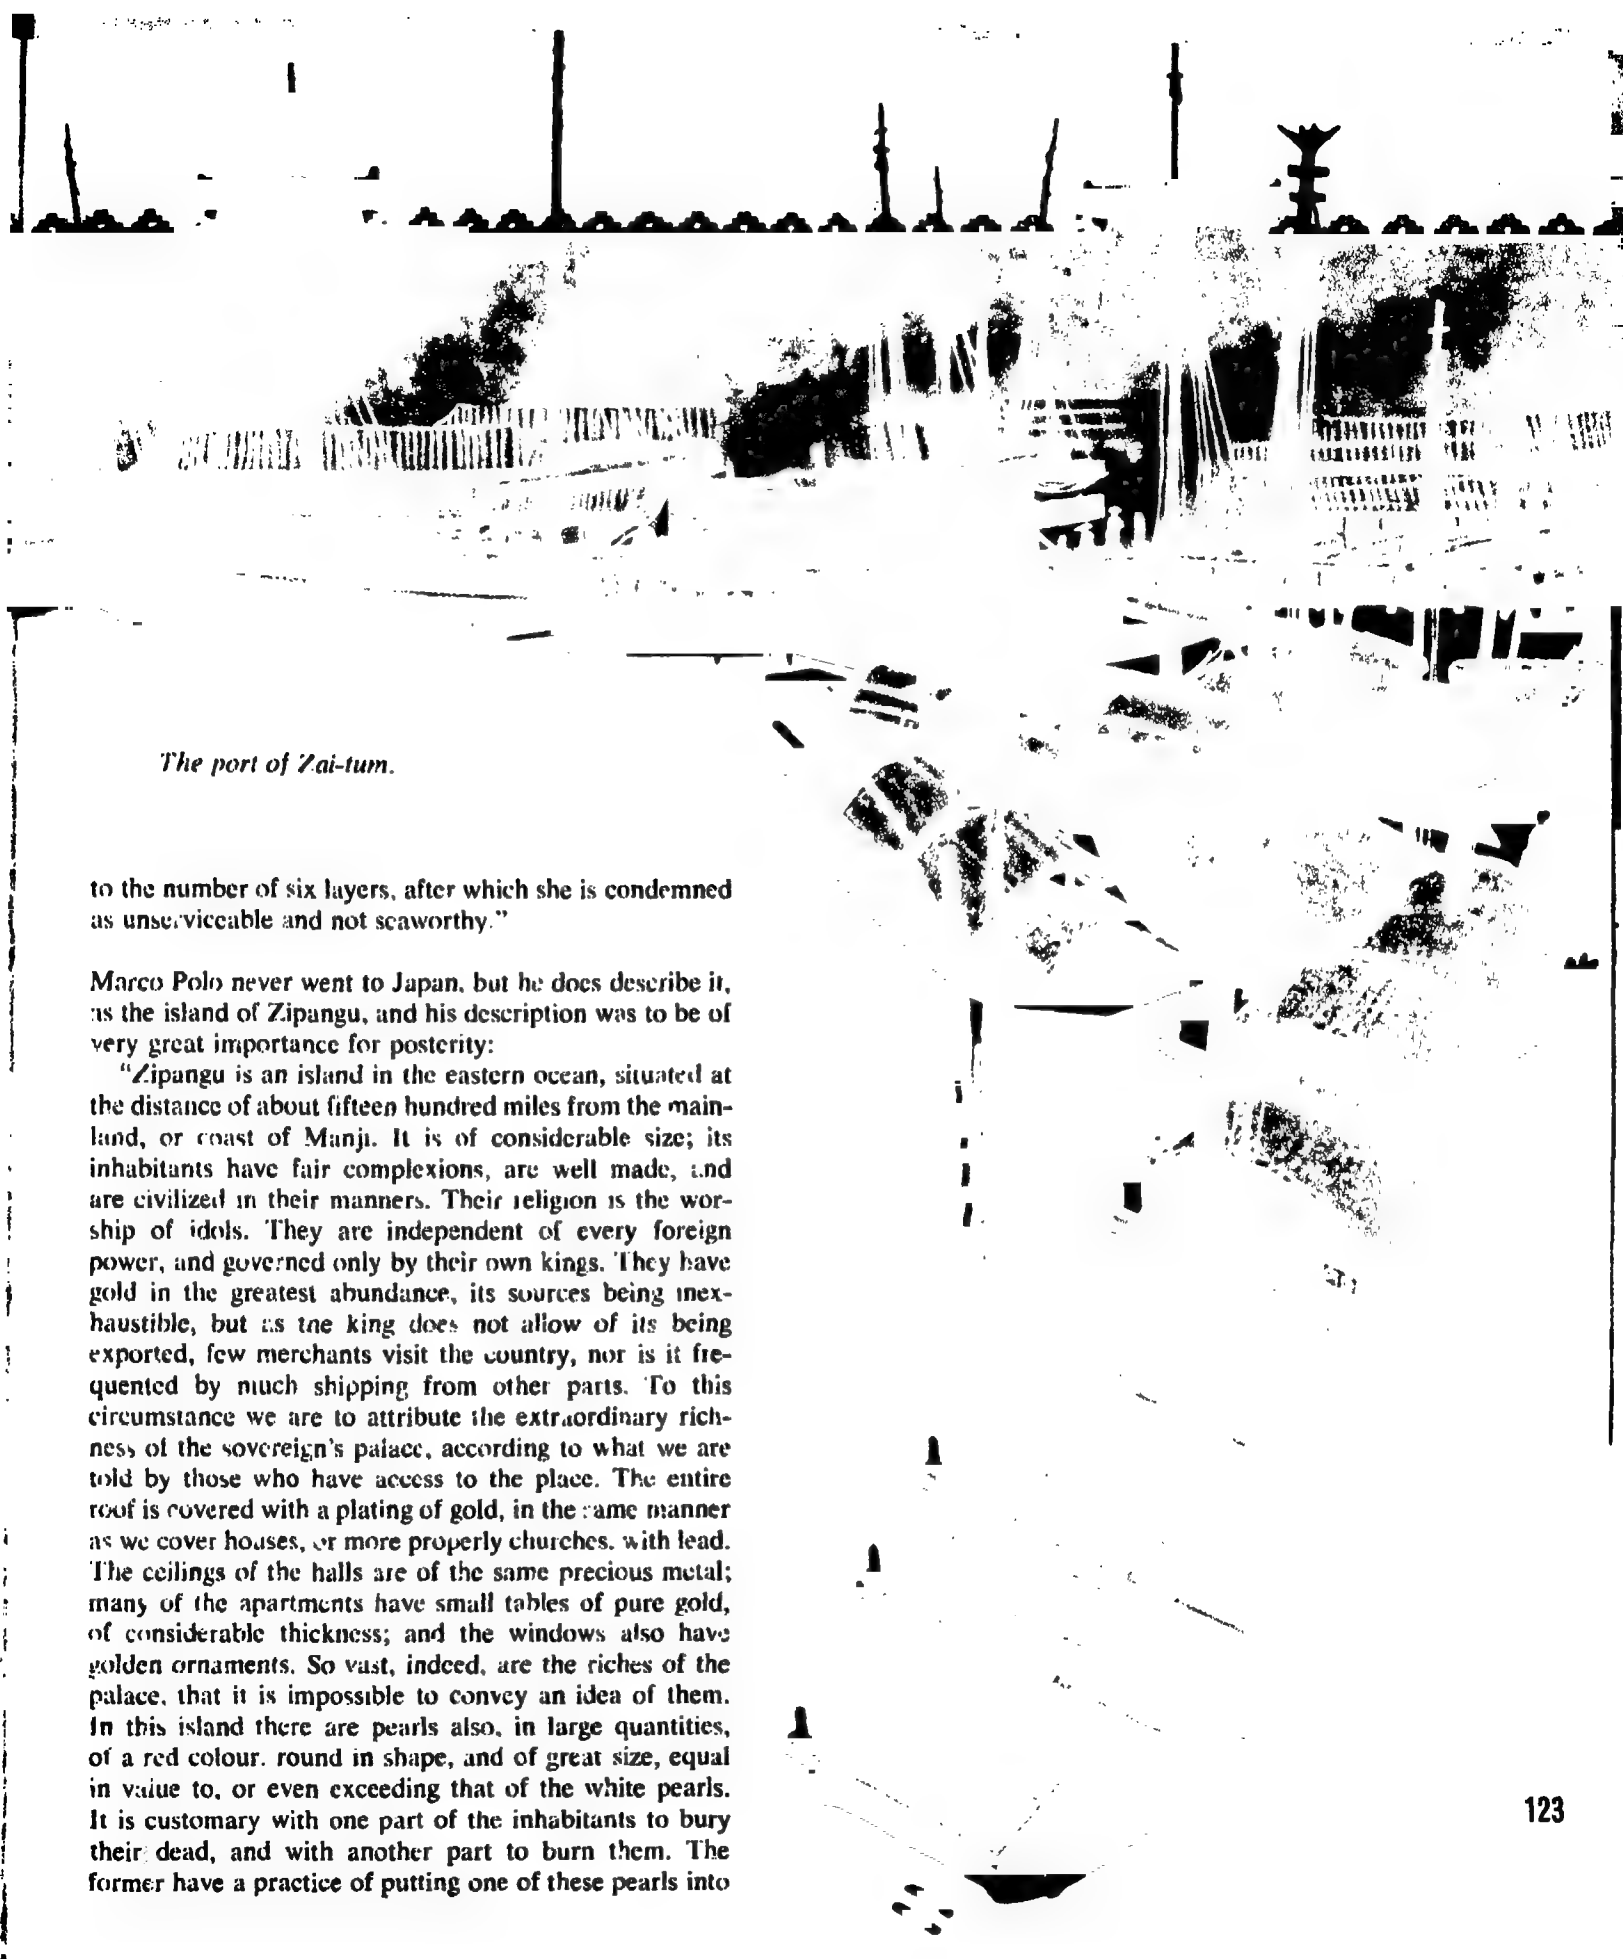 The port of Zai-tum.
to the number of six layers, after which she is condemned
as unserviceable and not seaworthy."
Marco Polo never went to Japan, but he does describe it,
as the island of Zipangu, and his description was to be of
very great importance for posterity:
"Zipangu is an island in the eastern ocean, situated at
the distance of about fifteen hundred miles from the main-
land, or coast of Manji. It is of considerable size; its
inhabitants have fair complexions, are well made, and
are civilized in their manners. Their religion is the wor-
ship of idols. They are independent of every foreign
power, and governed only by their own kings. They have
gold in the greatest abundance, its sources being inex-
haustible, but as the king does not allow of its being
exported, few merchants visit the country, nor is it fre-
quented by much shipping from other parts. To this
circumstance we are to attribute the extraordinary rich-
ness of the sovereign's palace, according to what we are
told by those who have access to the place. The entire
roof is covered with a plating of gold, in the same manner
as we cover houses, or more properly churches, with lead.
The ceilings of the halls are of the same precious metal;
many of the apartments have small tables of pure gold,
of considerable thickness; and the windows also have
golden ornaments. So vast, indeed, are the riches of the
palace, that it is impossible to convey an idea of them.
In this island there are pearls also, in large quantities,
of a red colour, round in shape, and of great size, equal
in value to, or even exceeding that of the white pearls.
It is customary with one part of the inhabitants to bury
their dead, and with another part to burn them. The
former have a practice of putting one of these pearls into
123